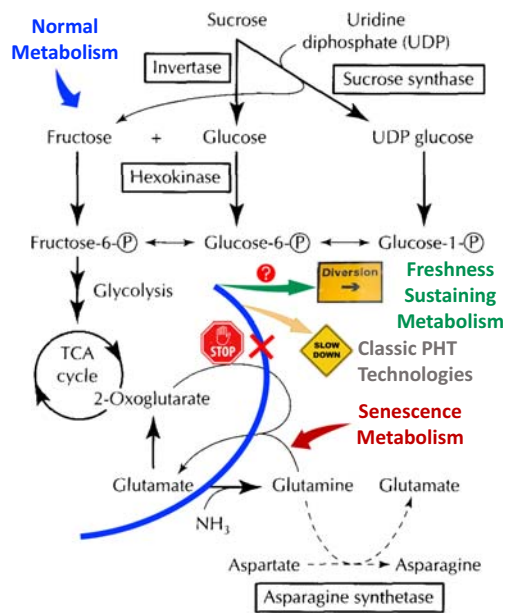 Normal
Metabolism
Sucrose
Uridine
diphosphate (UDP)
Invertase
Sucrose synthase
Fructose + Glucose UDP glucose
Hexokinase
Fructose-6-Ⓟ Glucose-6-Ⓟ Glucose-1-Ⓟ
Glycolysis
?
Diversion
Freshness
Sustaining
Metabolism
TCA
cycle
STOP
SLOW
DOWN
Classic PHT
Technologies
2-Oxoglutarate
Senescence
Metabolism
Glutamate Glutamine Glutamate
NH₃
Aspartate Asparagine
Asparagine synthetase